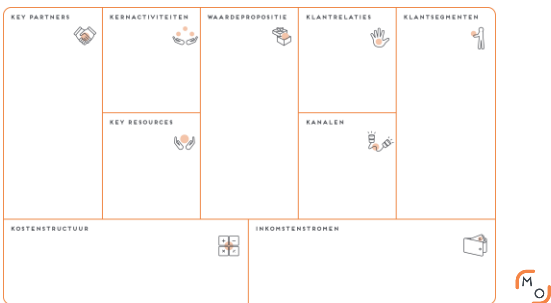 KEY PARTNERS
KERNACTIVITEITEN
WAARDEPROPOSITIE
KLANTRELATIES
KLANTSEGMENTEN
KEY RESOURCES
KANALEN
KOSTENSTRUCTUUR
INKOMSTENSTROMEN
M
O